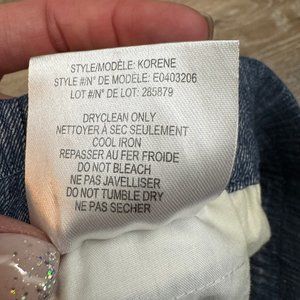 STYLE/MODÈLE: KORENE
STYLE #/N° DE MODELE: E0403206
LOT #/N° DE LOT: 285879
DRYCLEAN ONLY
NETTOYER À SEC SEULEMENT
COOL IRON
REPASSER AU FER FROIDE
DO NOT BLEACH
NE PAS JAVELLISER
DO NOT TUMBLE DRY
NE PAS SECHER